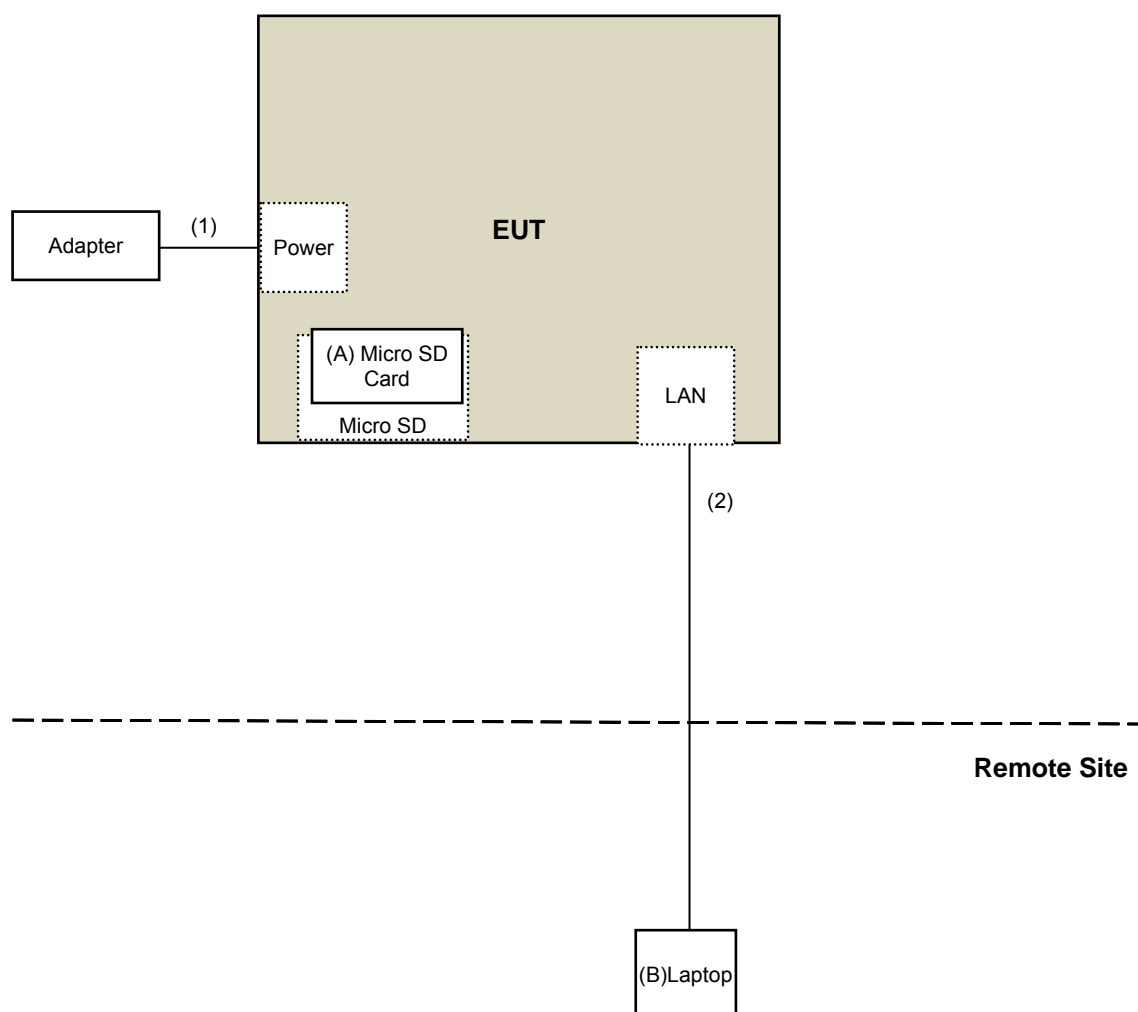 EUT
(1)
Adapter
Power
(A) Micro SD
Card
Micro SD
LAN
(2)
Remote Site
(B)Laptop